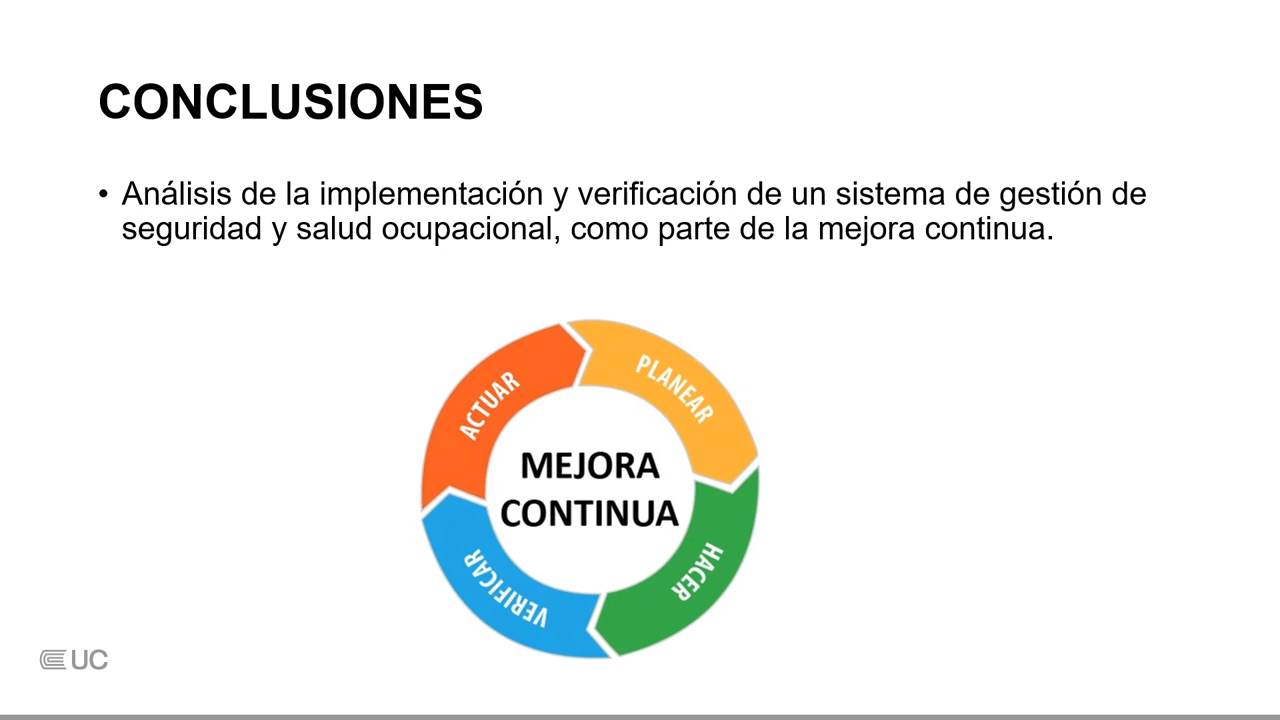 CONCLUSIONES
• Análisis de la implementación y verificación de un sistema de gestión de
seguridad y salud ocupacional, como parte de la mejora continua.
ACTUAR
PLANEAR
MEJORA
CONTINUA
VERIFICAR
HACER
UC